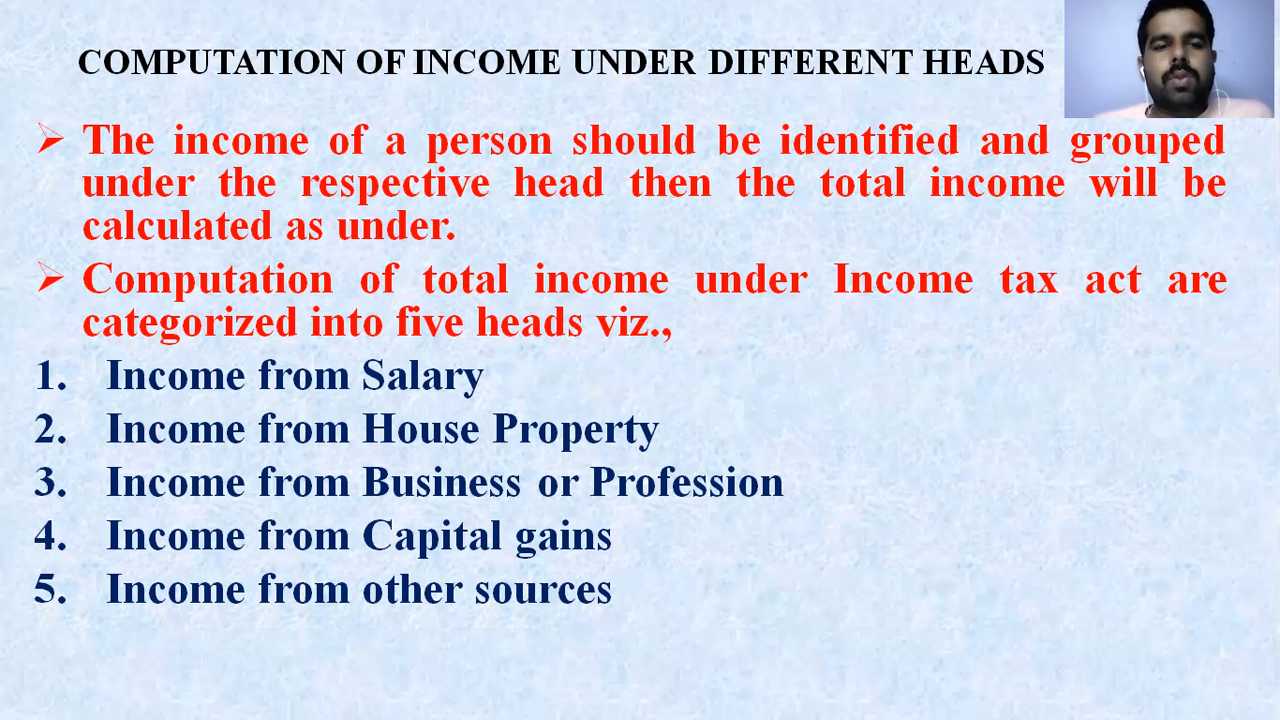 COMPUTATION OF INCOME UNDER DIFFERENT HEADS
The income of a person should be identified and grouped
under the respective head then the total income will be
calculated as under.
Computation of total income under Income tax act are
categorized into five heads viz.,
1. Income from Salary
2. Income from House Property
3. Income from Business or Profession
4. Income from Capital gains
5. Income from other sources